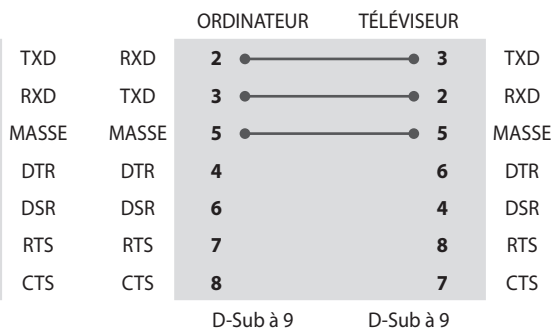 ORDINATEUR TÉLÉVISEUR
TXD RXD 2 3 TXD
RXD TXD 3 2 RXD
MASSE MASSE 5 5 MASSE
DTR DTR 4 6 DTR
DSR DSR 6 4 DSR
RTS RTS 7 8 RTS
CTS CTS 8 7 CTS
D-Sub à 9 D-Sub à 9